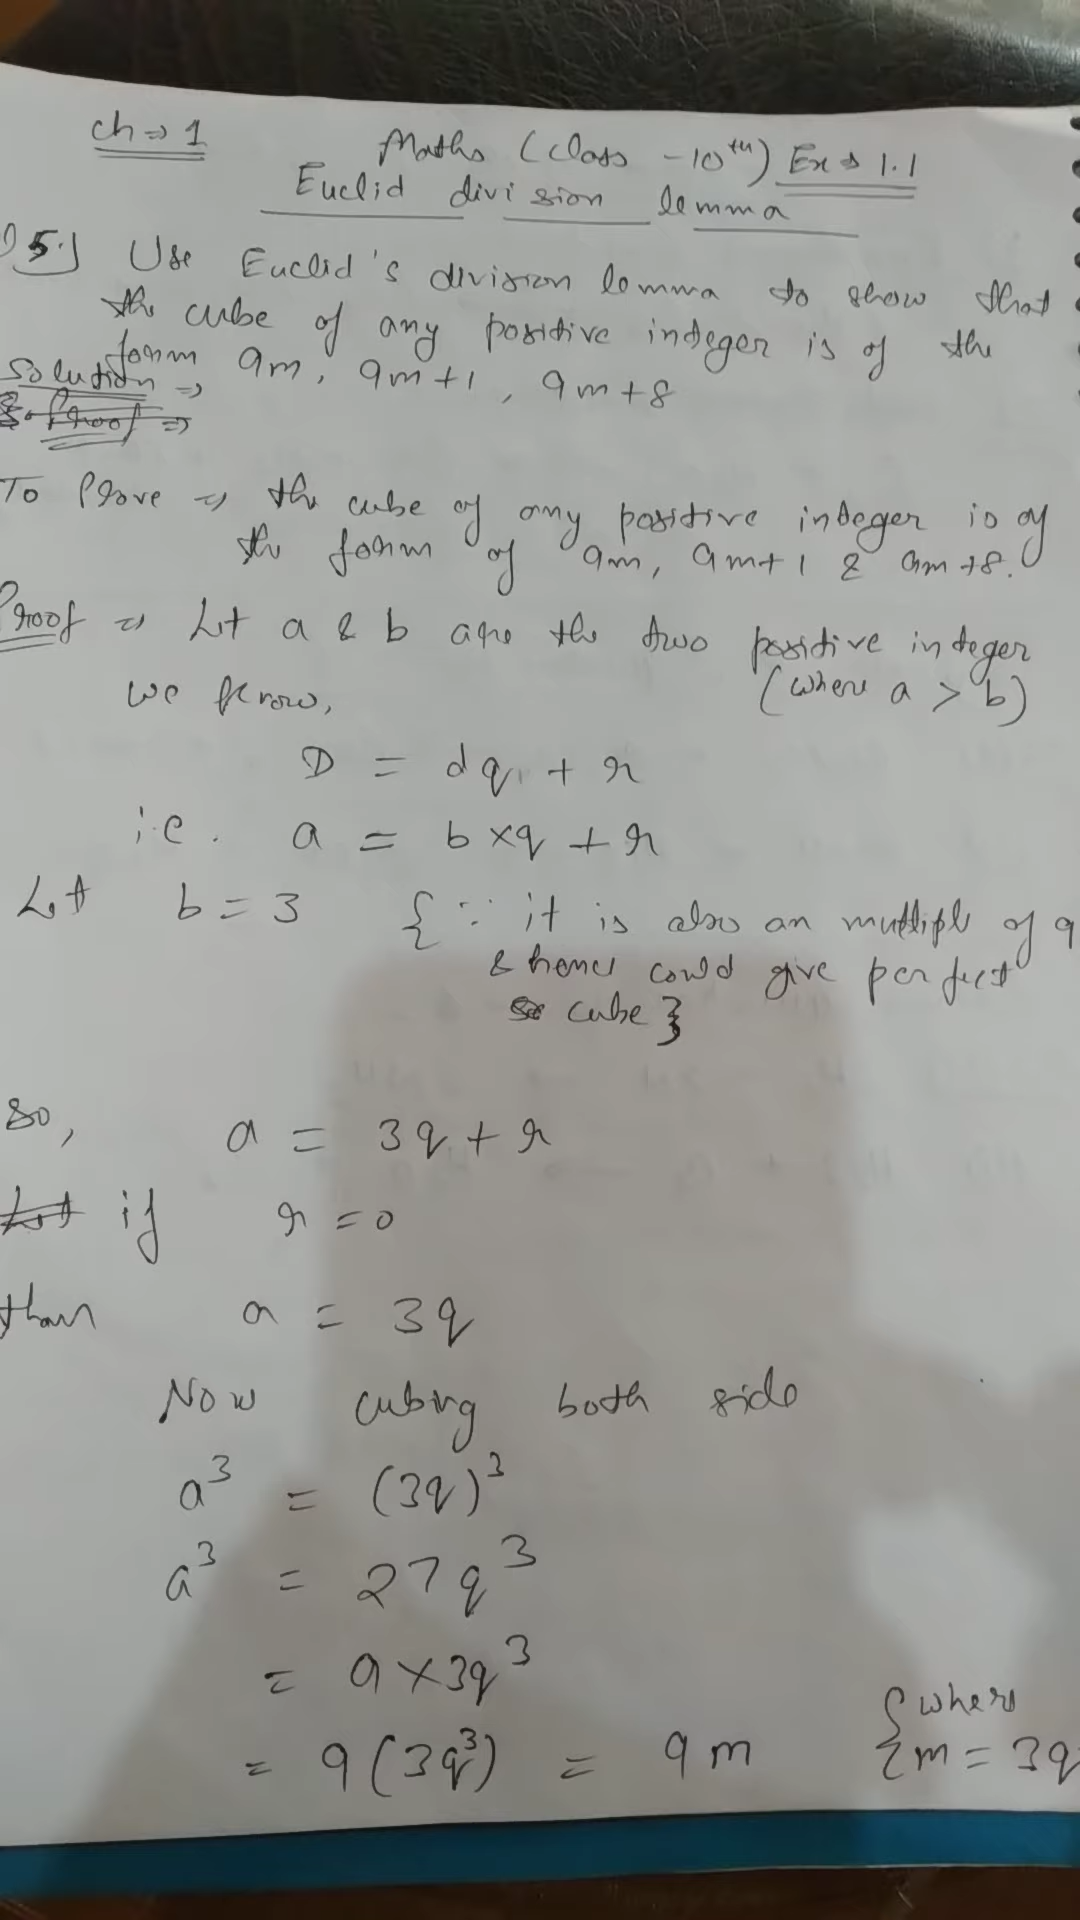 ch ⇒ 1
Maths (Class - 10th) Ex ⇒ 1.1
Euclid division lemma
5.) Use Euclid's division lemma to show that
the cube of any positive integer is of the
form 9m, 9m+1, 9m+8
Solution ⇒
Proof ⇒
To Prove ⇒ the cube of any positive integer is of
the form of 9m, 9m+1 & 9m+8.
Proof ⇒ Let a & b are the two positive integer
we know, (where a > b)
D = dq + r
i.e. a = b×q + r
Let b = 3 {∵ it is also an multiple of 9
& hence could give perfect
cube}
So, a = 3q + r
Let if r = 0
than a = 3q
Now cubing both side
a³ = (3q)³
a³ = 27q³
= 9×3q³
= 9(3q³) = 9m {where
{m = 3q